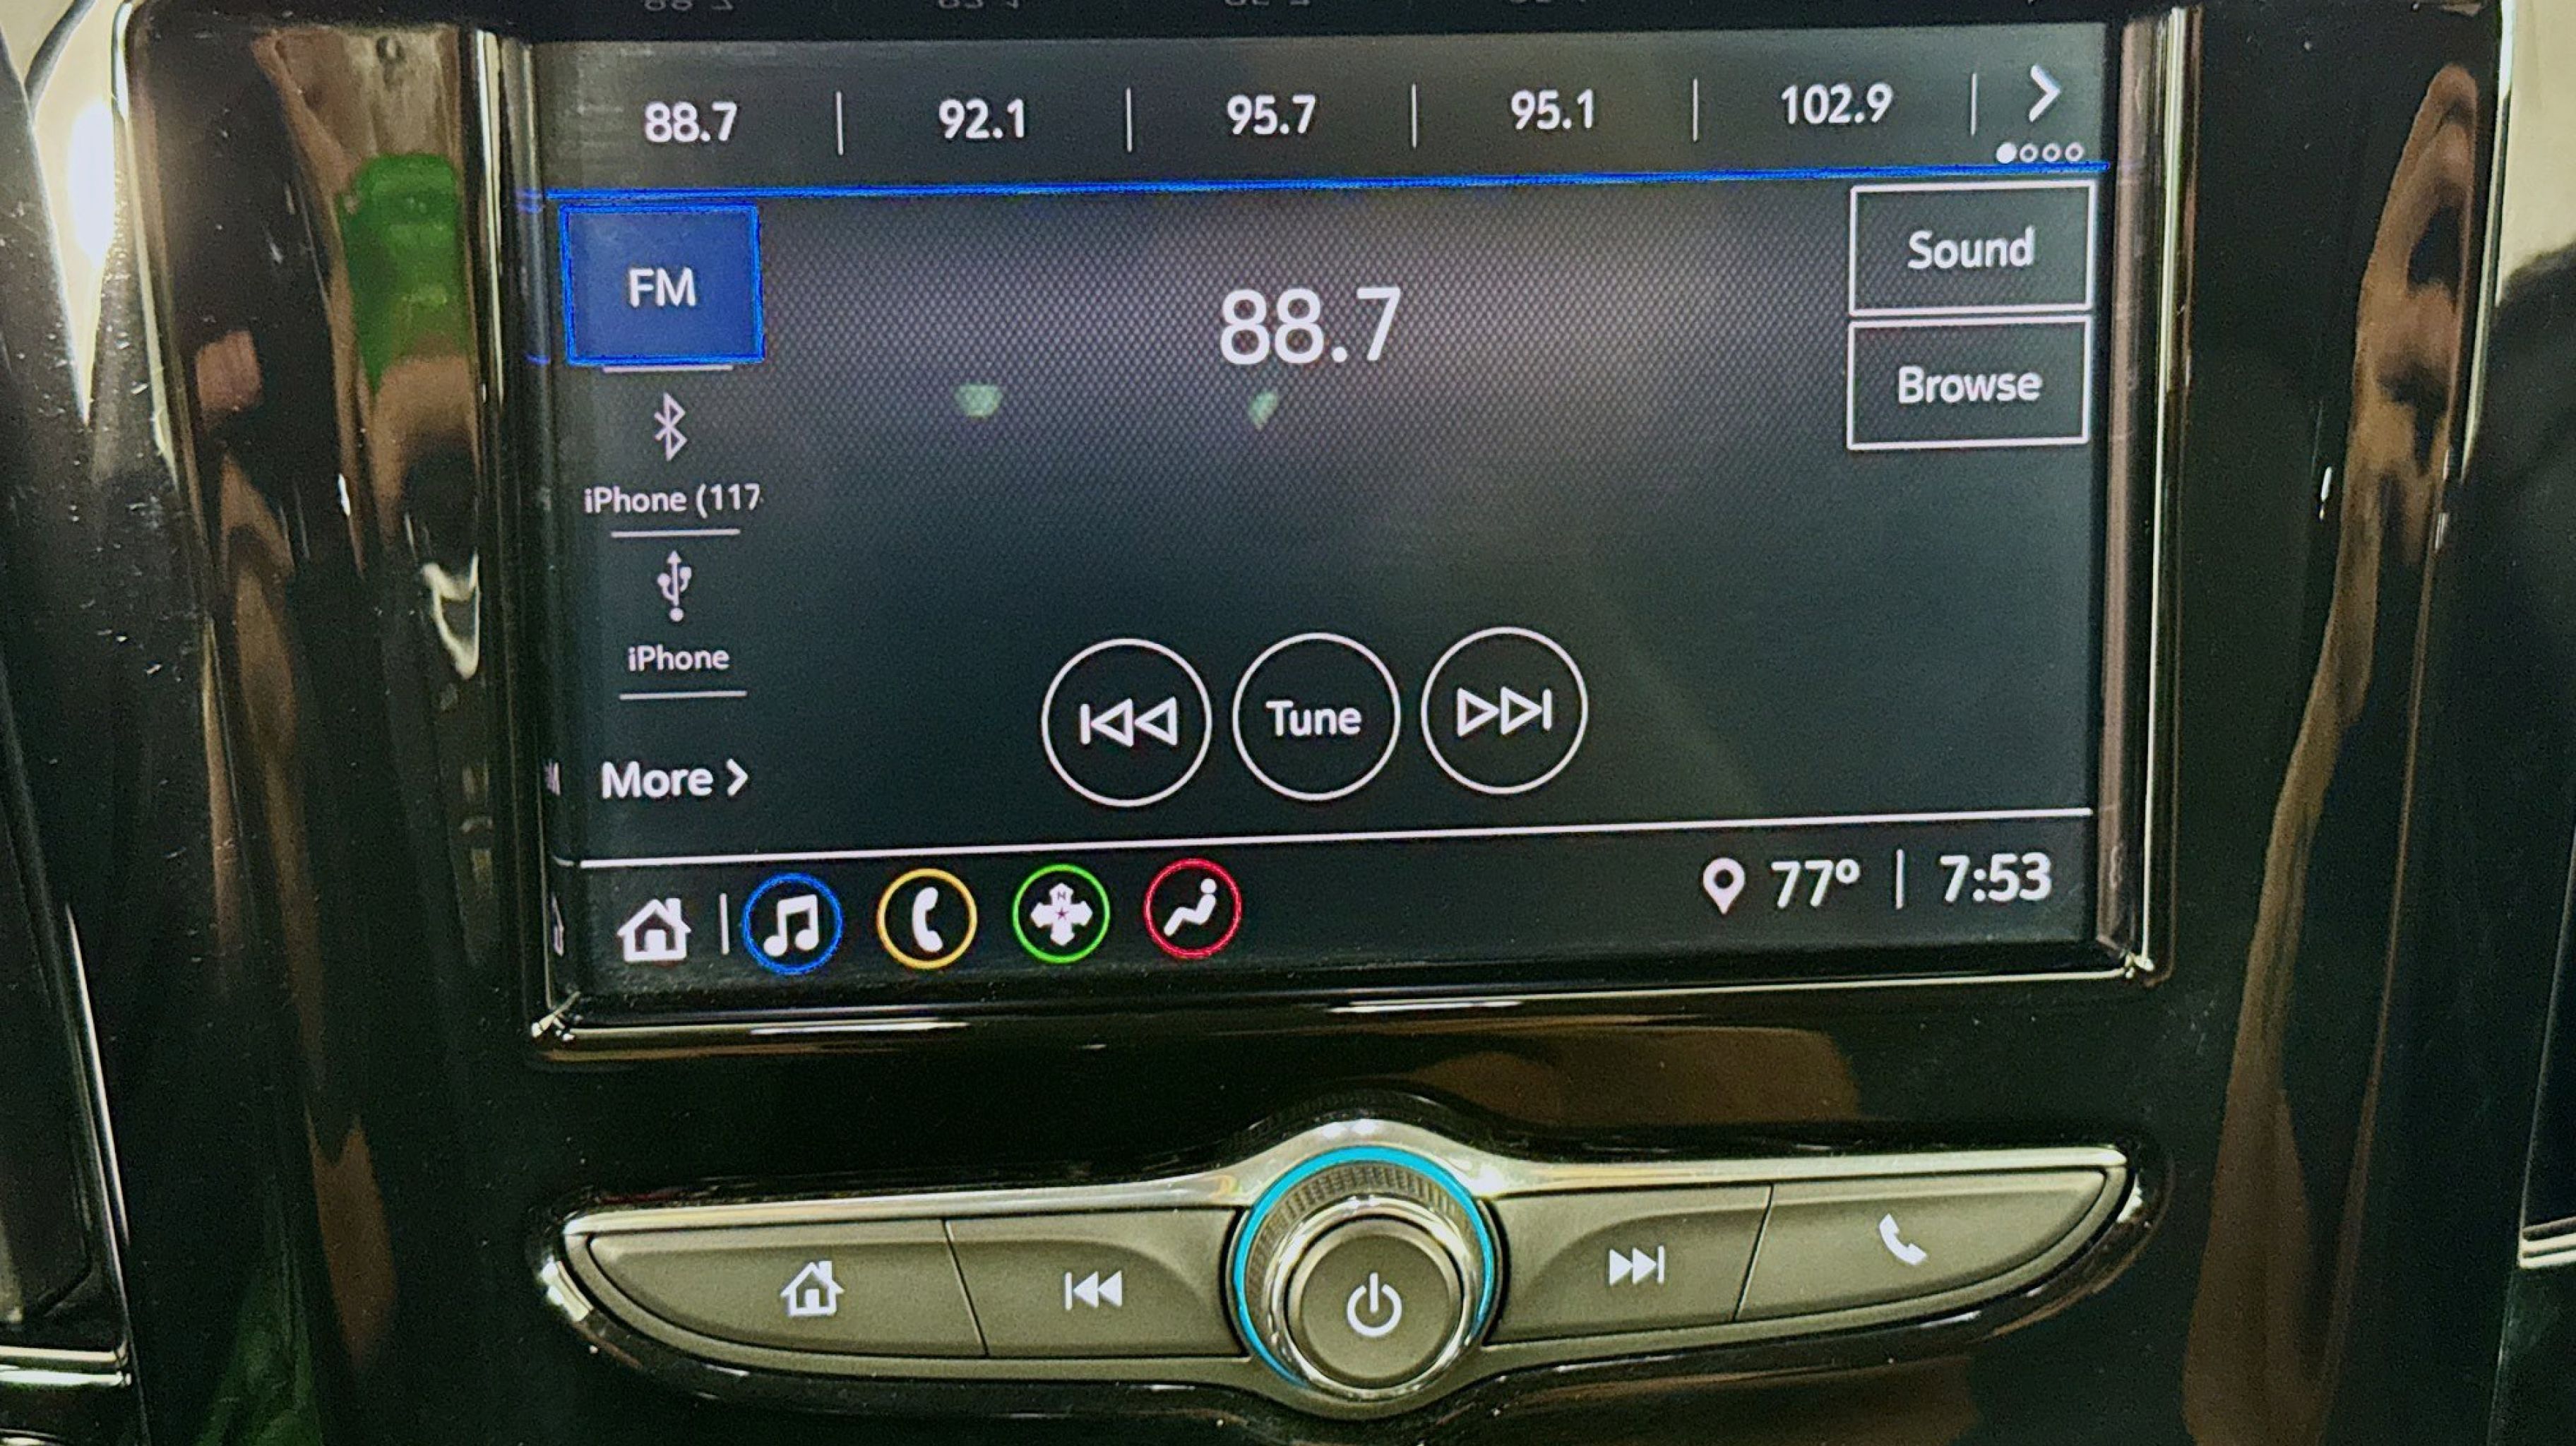 88.7 | 92.1 | 95.7 | 95.1 | 102.9 | >
FM
88.7
Sound
Browse
iPhone (117
iPhone
Tune
More >
N
77° | 7:53